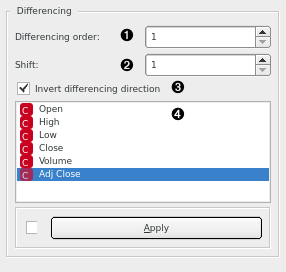 Differencing
Differencing order: ❶ 1
Shift: ❷ 1
Invert differencing direction ❸
❹
C Open
C High
C Low
C Close
C Volume
C Adj Close
Apply